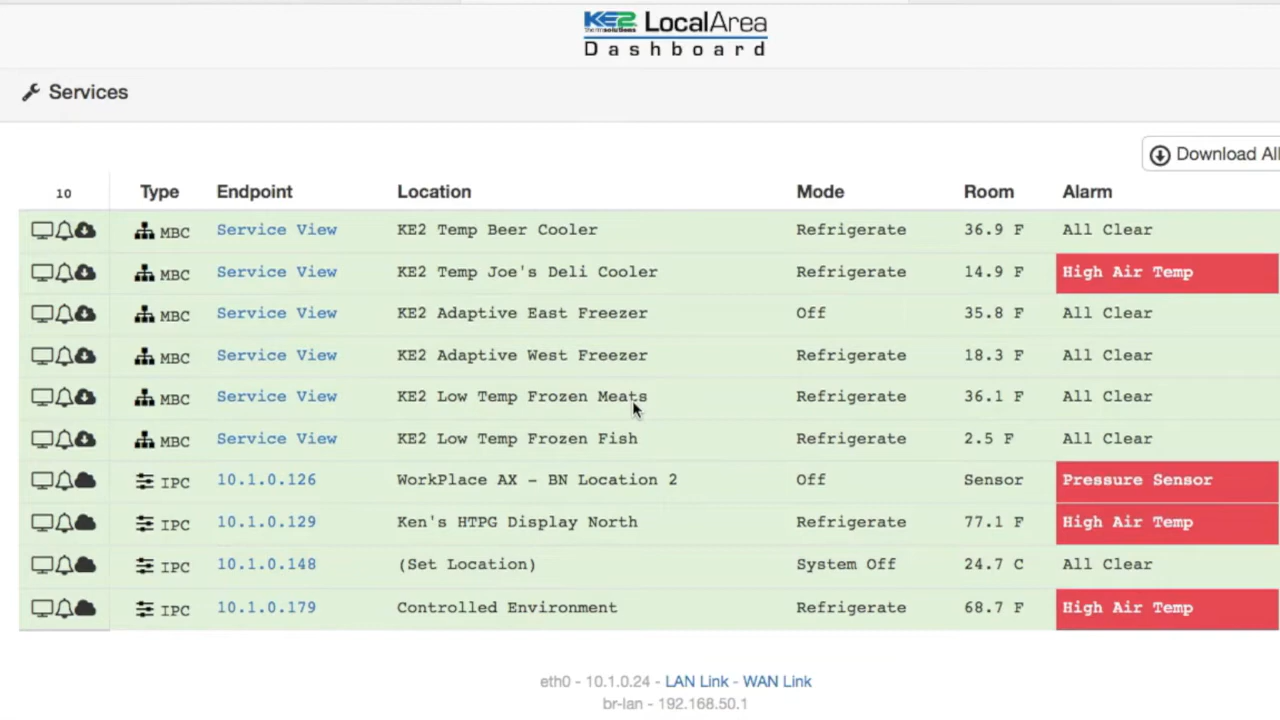 KE2 LocalArea
Dashboard
Services
Download All
10 Type Endpoint Location Mode Room Alarm
MBC Service View KE2 Temp Beer Cooler Refrigerate 36.9 F All Clear
MBC Service View KE2 Temp Joe's Deli Cooler Refrigerate 14.9 F High Air Temp
MBC Service View KE2 Adaptive East Freezer Off 35.8 F All Clear
MBC Service View KE2 Adaptive West Freezer Refrigerate 18.3 F All Clear
MBC Service View KE2 Low Temp Frozen Meats Refrigerate 36.1 F All Clear
MBC Service View KE2 Low Temp Frozen Fish Refrigerate 2.5 F All Clear
IPC 10.1.0.126 WorkPlace AX - BN Location 2 Off Sensor Pressure Sensor
IPC 10.1.0.129 Ken's HTPG Display North Refrigerate 77.1 F High Air Temp
IPC 10.1.0.148 (Set Location) System Off 24.7 C All Clear
IPC 10.1.0.179 Controlled Environment Refrigerate 68.7 F High Air Temp
eth0 - 10.1.0.24 - LAN Link - WAN Link
br-lan - 192.168.50.1